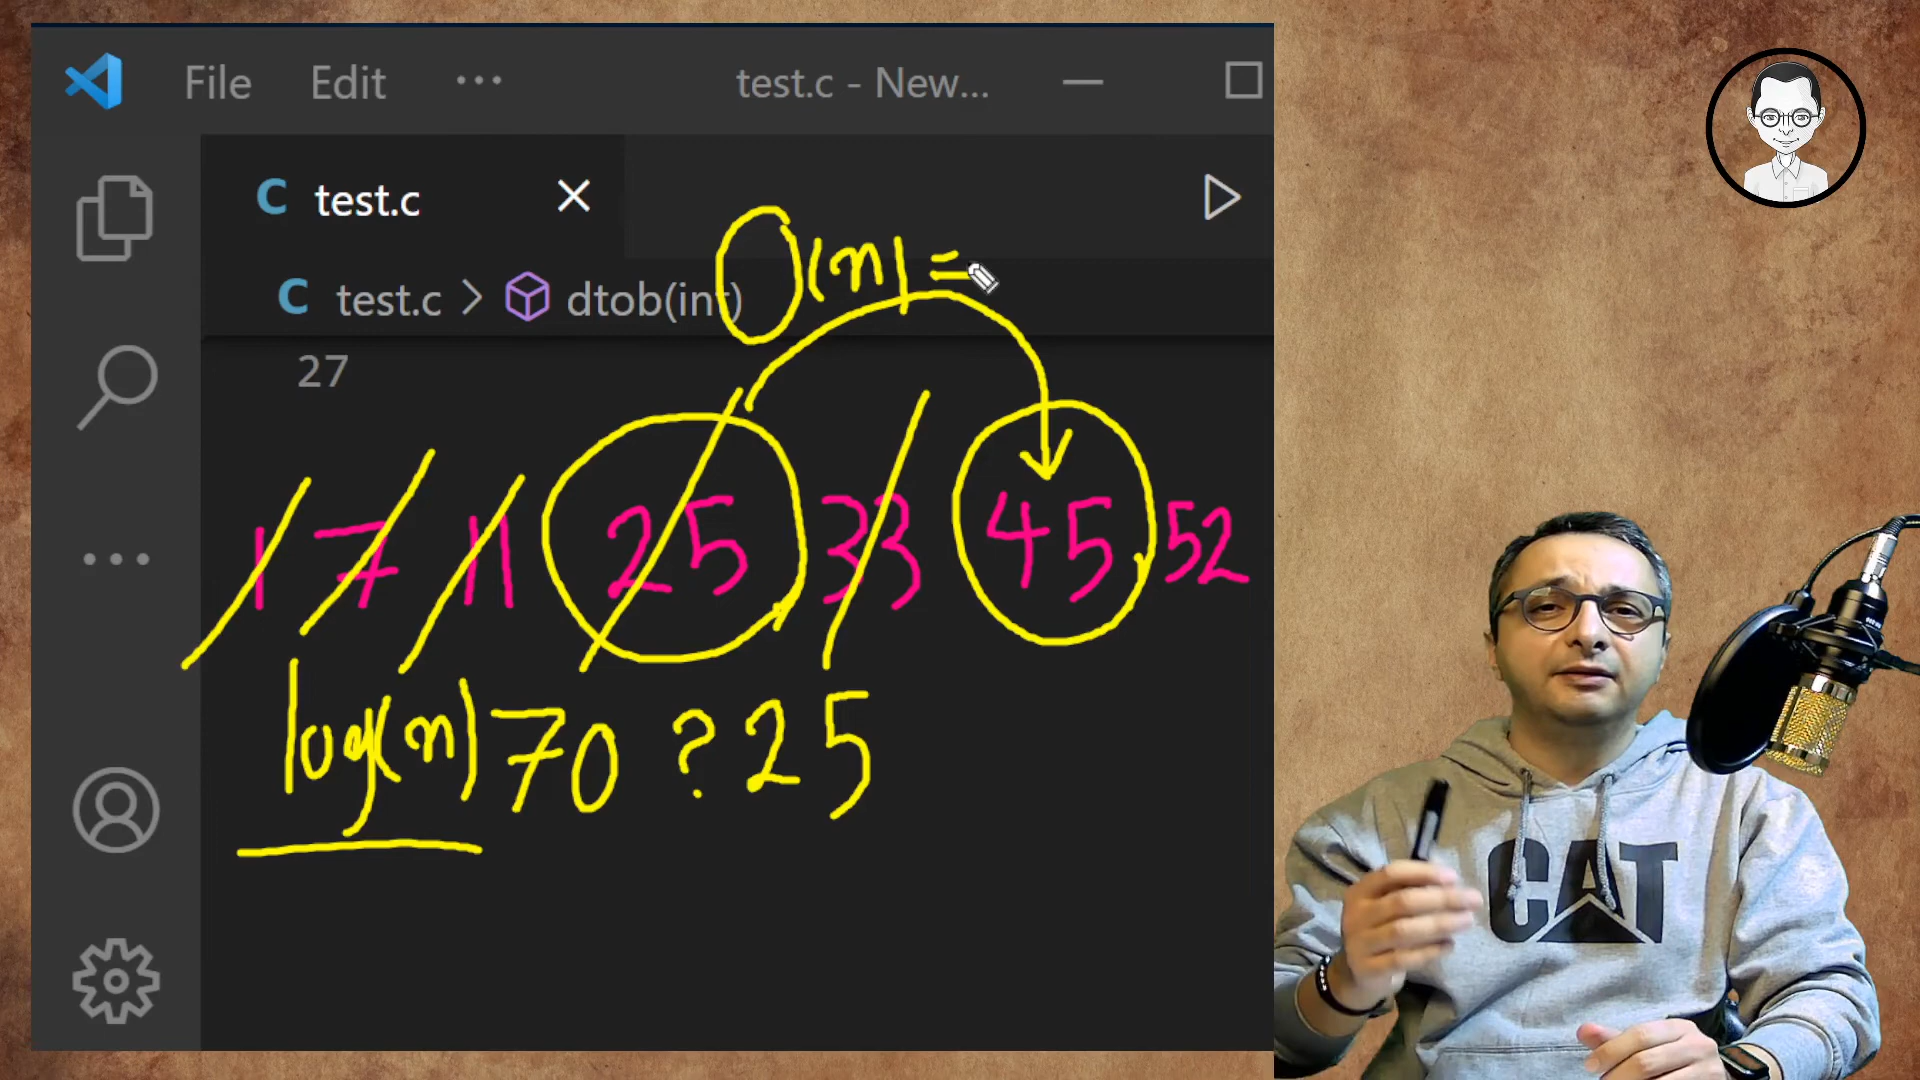 File Edit ··· test.c - New...
C test.c
O(n) =
C test.c > dtob(int)
27
1 7 11 25 33 45 52
log(n) 70 ? 25
CAT